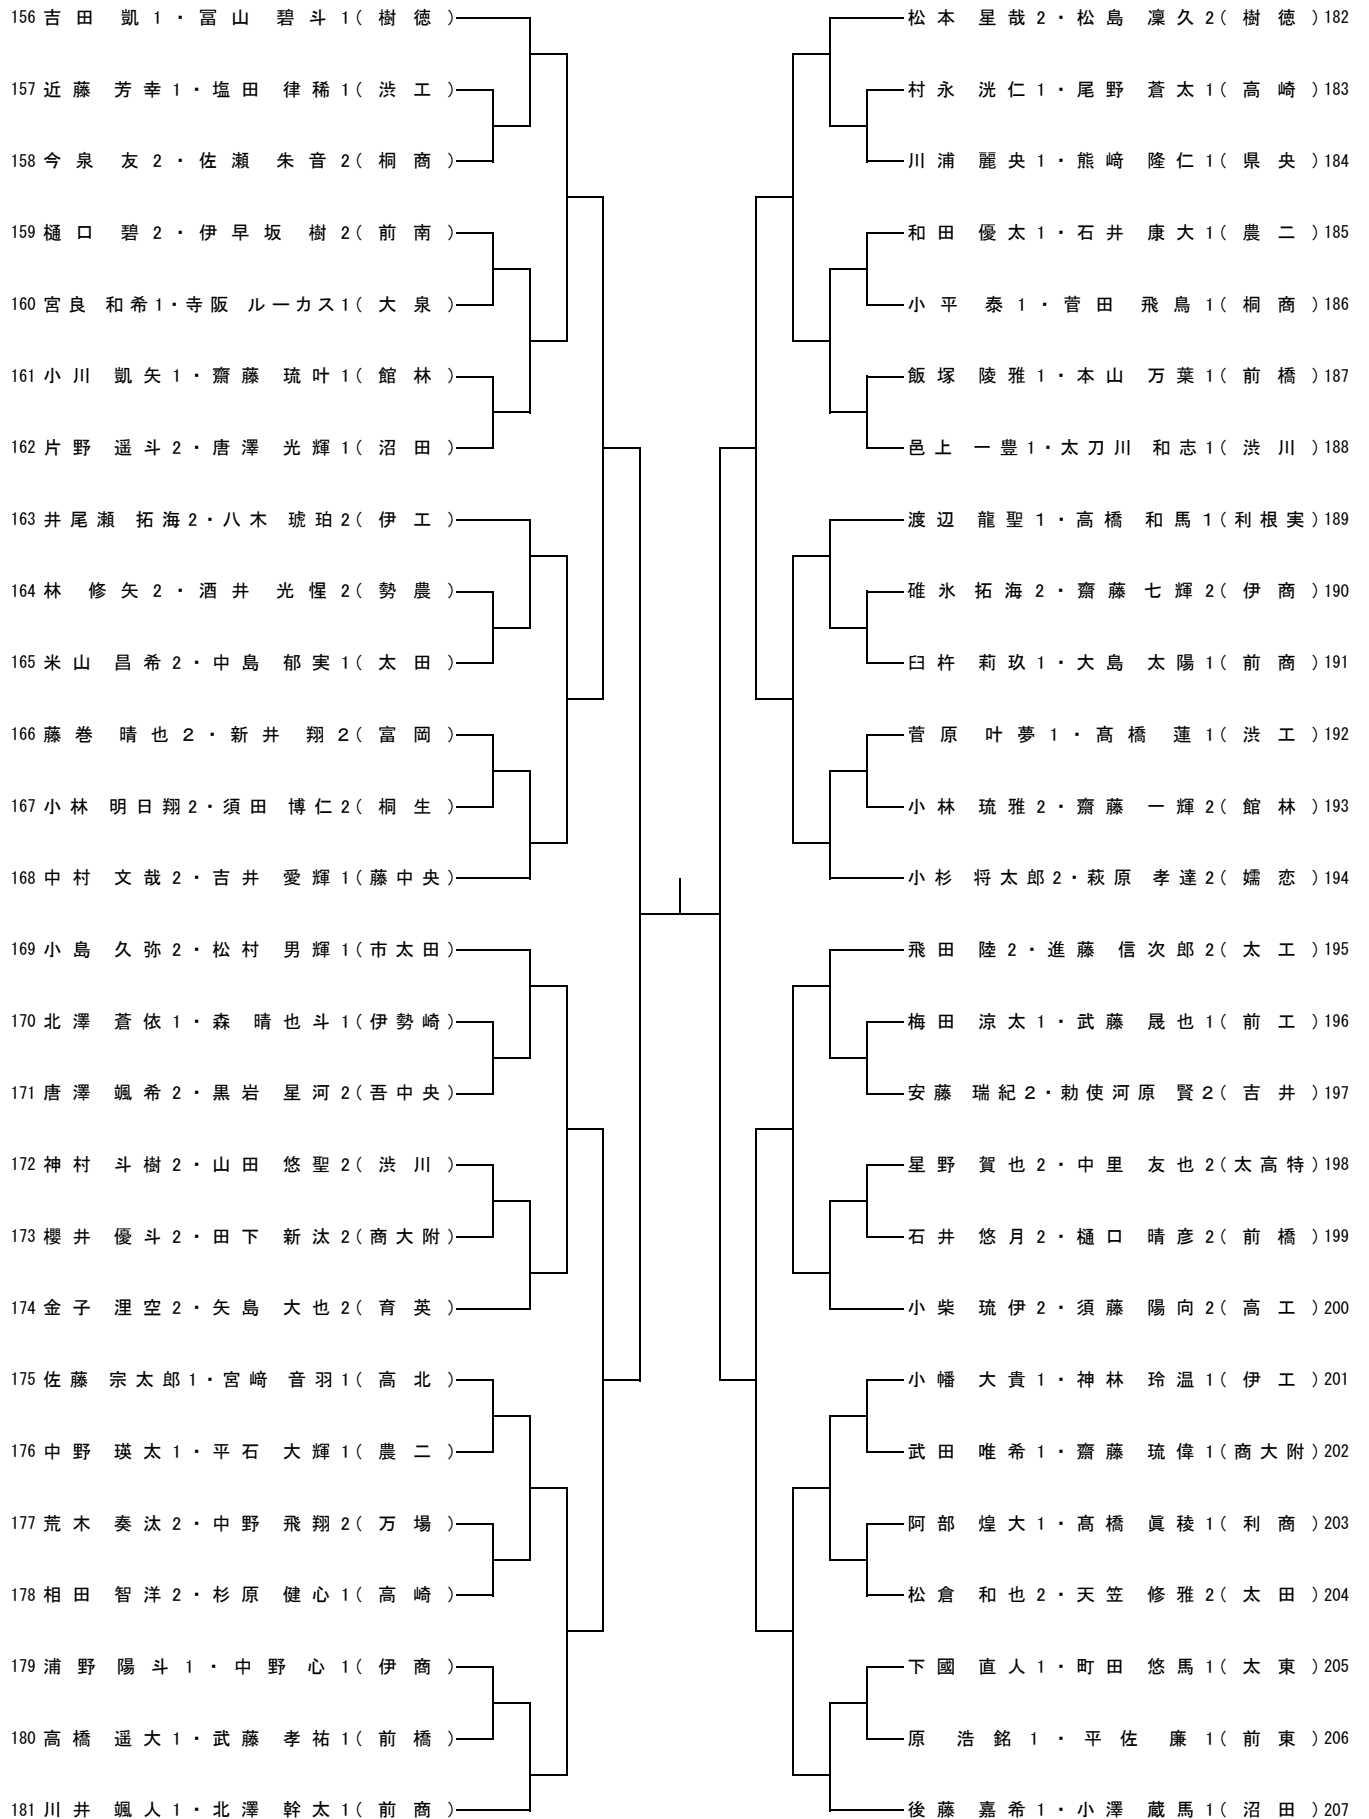 156 吉田 凱1・冨山 碧斗1(樹徳)
157 近藤 芳幸1・塩田 律稀1(渋工)
158 今泉 友2・佐瀬 朱音2(桐商)
159 樋口 碧2・伊早坂 樹2(前南)
160 宮良 和希1・寺阪 ルーカス1(大泉)
161 小川 凱矢1・齋藤 琉叶1(館林)
162 片野 遥斗2・唐澤 光輝1(沼田)
163 井尾瀬 拓海2・八木 琥珀2(伊工)
164 林 修矢2・酒井 光惺2(勢農)
165 米山 昌希2・中島 郁実1(太田)
166 藤巻 晴也2・新井 翔2(富岡)
167 小林 明日翔2・須田 博仁2(桐生)
168 中村 文哉2・吉井 愛輝1(藤中央)
169 小島 久弥2・松村 男輝1(市太田)
170 北澤 蒼依1・森 晴也斗1(伊勢崎)
171 唐澤 颯希2・黒岩 星河2(吾中央)
172 神村 斗樹2・山田 悠聖2(渋川)
173 櫻井 優斗2・田下 新汰2(商大附)
174 金子 浬空2・矢島 大也2(育英)
175 佐藤 宗太郎1・宮﨑 音羽1(高北)
176 中野 瑛太1・平石 大輝1(農二)
177 荒木 奏汰2・中野 飛翔2(万場)
178 相田 智洋2・杉原 健心1(高崎)
179 浦野 陽斗1・中野 心1(伊商)
180 高橋 遥大1・武藤 孝祐1(前橋)
181 川井 颯人1・北澤 幹太1(前商)
松本 星哉2・松島 凜久2(樹徳)182
村永 洸仁1・尾野 蒼太1(高崎)183
川浦 麗央1・熊﨑 隆仁1(県央)184
和田 優太1・石井 康大1(農二)185
小平 泰1・菅田 飛鳥1(桐商)186
飯塚 陵雅1・本山 万葉1(前橋)187
邑上 一豊1・太刀川 和志1(渋川)188
渡辺 龍聖1・高橋 和馬1(利根実)189
碓氷 拓海2・齋藤 七輝2(伊商)190
臼杵 莉玖1・大島 太陽1(前商)191
菅原 叶夢1・髙橋 蓮1(渋工)192
小林 琉雅2・齋藤 一輝2(館林)193
小杉 将太郎2・萩原 孝達2(嬬恋)194
飛田 陸2・進藤 信次郎2(太工)195
梅田 涼太1・武藤 晟也1(前工)196
安藤 瑞紀2・勅使河原 賢2(吉井)197
星野 賀也2・中里 友也2(太高特)198
石井 悠月2・樋口 晴彦2(前橋)199
小柴 琉伊2・須藤 陽向2(高工)200
小幡 大貴1・神林 玲温1(伊工)201
武田 唯希1・齋藤 琉偉1(商大附)202
阿部 煌大1・髙橋 眞稜1(利商)203
松倉 和也2・天笠 修雅2(太田)204
下國 直人1・町田 悠馬1(太東)205
原 浩銘1・平佐 廉1(前東)206
後藤 嘉希1・小澤 蔵馬1(沼田)207